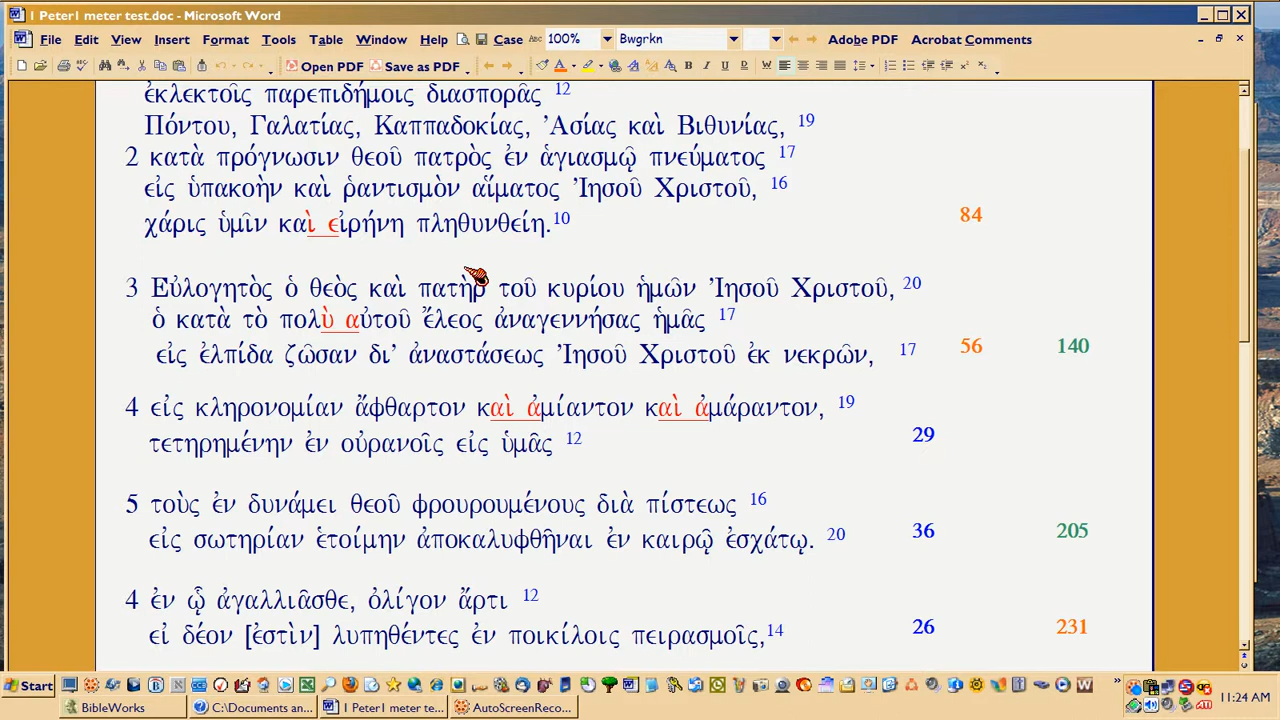 1 Peter1 meter test.doc - Microsoft Word
File Edit View Insert Format Tools Table Window Help Case 100% Bwgrkn Adobe PDF Acrobat Comments
Open PDF Save as PDF
ἐκλεκτοῖς παρεπιδήμοις διασπορᾶς 12
Πόντου, Γαλατίας, Καππαδοκίας, Ἀσίας καὶ Βιθυνίας, 19
2 κατὰ πρόγνωσιν θεοῦ πατρὸς ἐν ἁγιασμῷ πνεύματος 17
εἰς ὑπακοὴν καὶ ῥαντισμὸν αἵματος Ἰησοῦ Χριστοῦ, 16
χάρις ὑμῖν καὶ εἰρήνη πληθυνθείη. 10 84
3 Εὐλογητὸς ὁ θεὸς καὶ πατὴρ τοῦ κυρίου ἡμῶν Ἰησοῦ Χριστοῦ, 20
ὁ κατὰ τὸ πολὺ αὐτοῦ ἔλεος ἀναγεννήσας ἡμᾶς 17
εἰς ἐλπίδα ζῶσαν δι’ ἀναστάσεως Ἰησοῦ Χριστοῦ ἐκ νεκρῶν, 17 56 140
4 εἰς κληρονομίαν ἄφθαρτον καὶ ἀμίαντον καὶ ἀμάραντον, 19
τετηρημένην ἐν οὐρανοῖς εἰς ὑμᾶς 12 29
5 τοὺς ἐν δυνάμει θεοῦ φρουρουμένους διὰ πίστεως 16
εἰς σωτηρίαν ἑτοίμην ἀποκαλυφθῆναι ἐν καιρῷ ἐσχάτῳ. 20 36 205
4 ἐν ᾧ ἀγαλλιᾶσθε, ὀλίγον ἄρτι 12
εἰ δέον [ἐστὶν] λυπηθέντες ἐν ποικίλοις πειρασμοῖς, 14 26 231
Start 11:24 AM
BibleWorks C:\Documents an... 1 Peter1 meter te... AutoScreenReco...